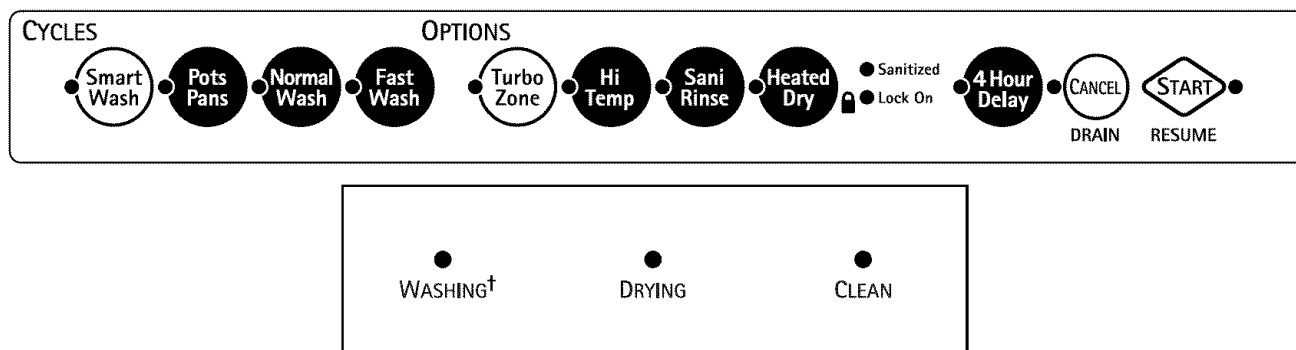 CYCLES
OPTIONS
Smart
Wash
Pots
Pans
Normal
Wash
Fast
Wash
Turbo
Zone
Hi
Temp
Sani
Rinse
Heated
Dry
Sanitized
Lock On
4 Hour
Delay
CANCEL
DRAIN
START
RESUME
WASHING†
DRYING
CLEAN